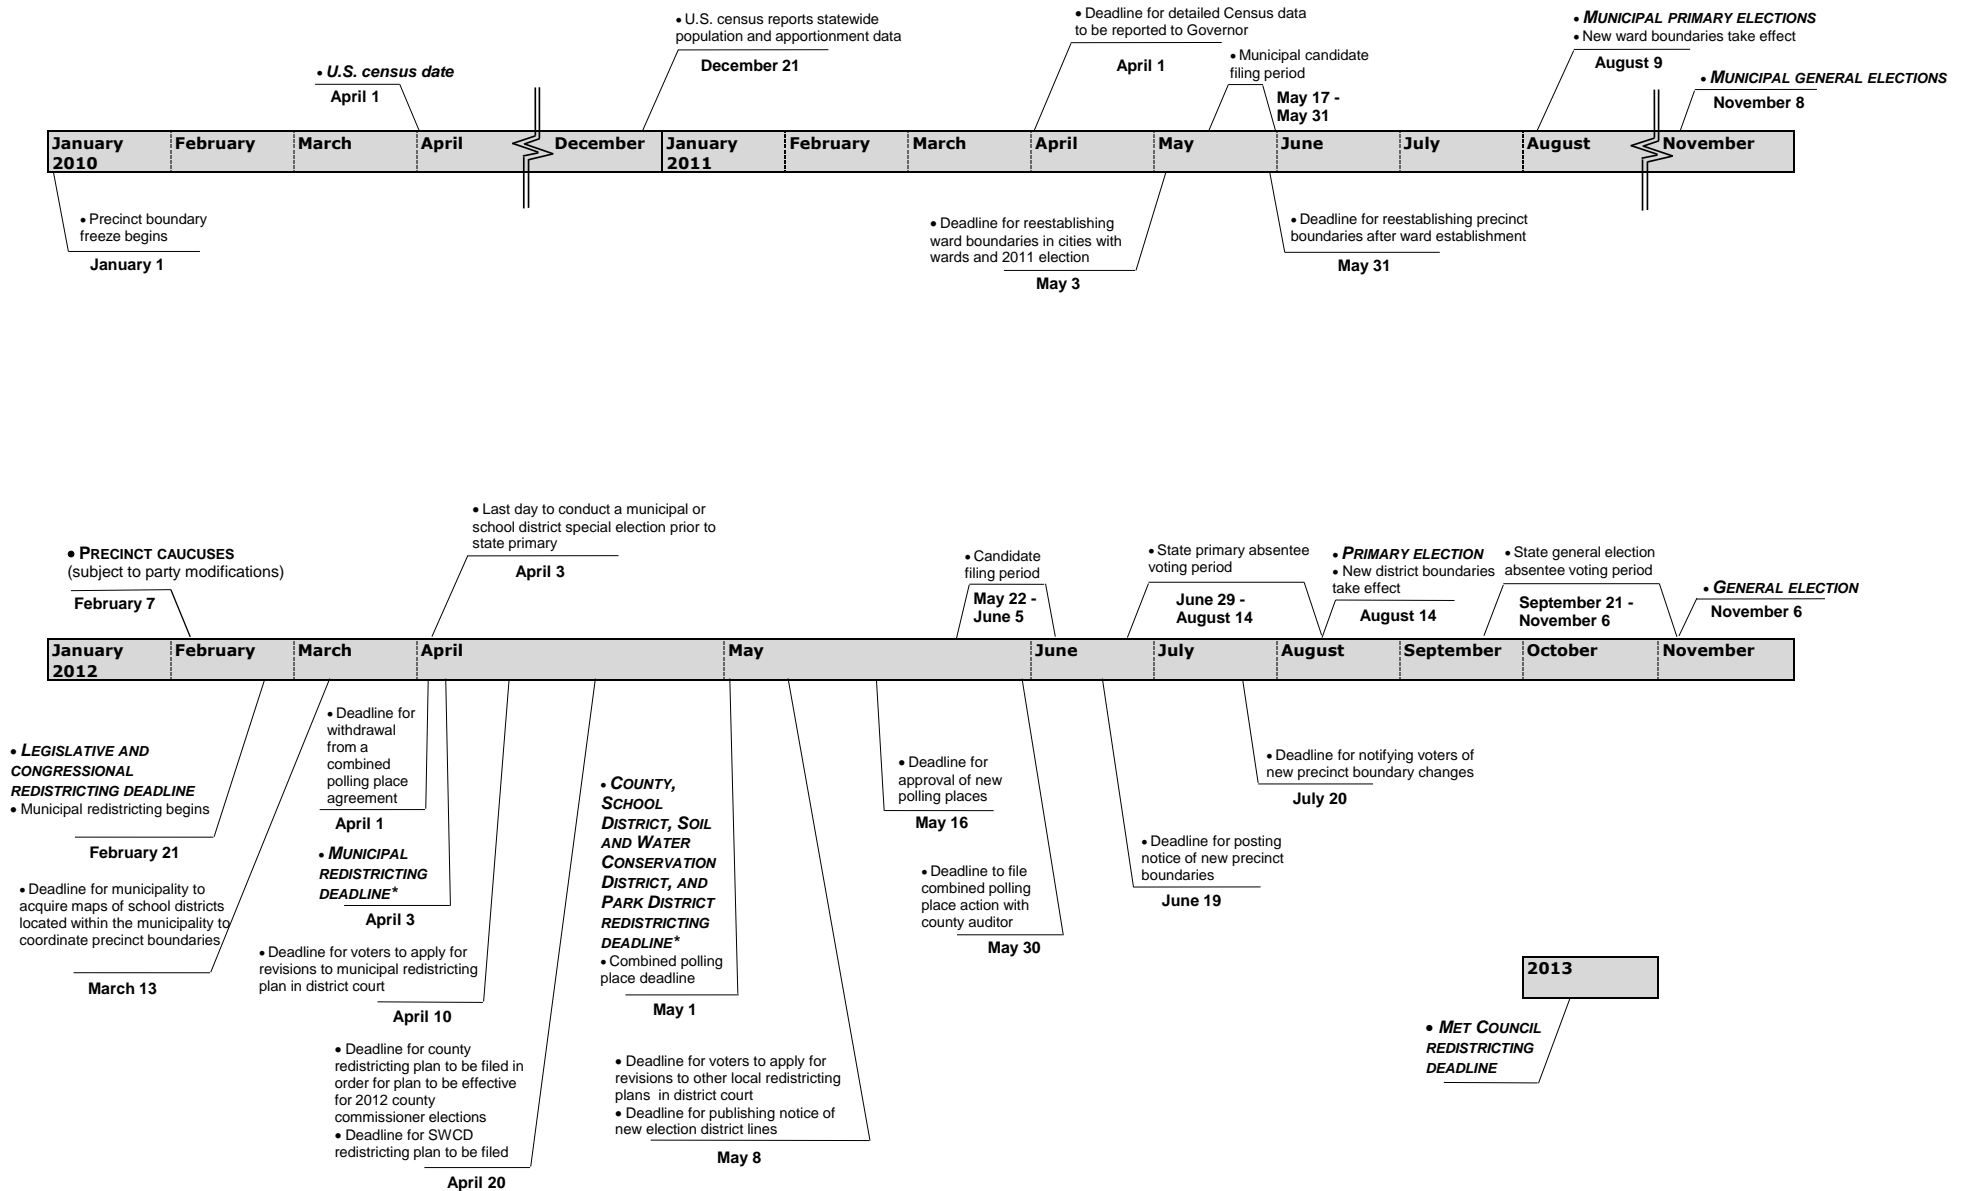 • U.S. census date
April 1
• U.S. census reports statewide
population and apportionment data
December 21
• Deadline for detailed Census data
to be reported to Governor
April 1
• Municipal candidate
filing period
May 17 -
May 31
• MUNICIPAL PRIMARY ELECTIONS
• New ward boundaries take effect
August 9
• MUNICIPAL GENERAL ELECTIONS
November 8
January
2010
February
March
April
December
January
2011
February
March
April
May
June
July
August
November
• Precinct boundary
freeze begins
January 1
• Deadline for reestablishing
ward boundaries in cities with
wards and 2011 election
May 3
• Deadline for reestablishing precinct
boundaries after ward establishment
May 31
• PRECINCT CAUCUSES
(subject to party modifications)
February 7
• Last day to conduct a municipal or
school district special election prior to
state primary
April 3
• Candidate
filing period
May 22 -
June 5
• State primary absentee
voting period
June 29 -
August 14
• PRIMARY ELECTION
• New district boundaries
take effect
August 14
• State general election
absentee voting period
September 21 -
November 6
• GENERAL ELECTION
November 6
January
2012
February
March
April
May
June
July
August
September
October
November
• LEGISLATIVE AND
CONGRESSIONAL
REDISTRICTING DEADLINE
• Municipal redistricting begins
February 21
• Deadline for municipality to
acquire maps of school districts
located within the municipality to
coordinate precinct boundaries
March 13
• Deadline for
withdrawal
from a
combined
polling place
agreement
April 1
• MUNICIPAL
REDISTRICTING
DEADLINE*
April 3
• Deadline for voters to apply for
revisions to municipal redistricting
plan in district court
April 10
• Deadline for county
redistricting plan to be filed in
order for plan to be effective
for 2012 county
commissioner elections
• Deadline for SWCD
redistricting plan to be filed
April 20
• COUNTY,
SCHOOL
DISTRICT, SOIL
AND WATER
CONSERVATION
DISTRICT, AND
PARK DISTRICT
REDISTRICTING
DEADLINE*
• Combined polling
place deadline
May 1
• Deadline for voters to apply for
revisions to other local redistricting
plans in district court
• Deadline for publishing notice of
new election district lines
May 8
• Deadline for
approval of new
polling places
May 16
• Deadline to file
combined polling
place action with
county auditor
May 30
• Deadline for posting
notice of new precinct
boundaries
June 19
• Deadline for notifying voters of
new precinct boundary changes
July 20
2013
• MET COUNCIL
REDISTRICTING
DEADLINE